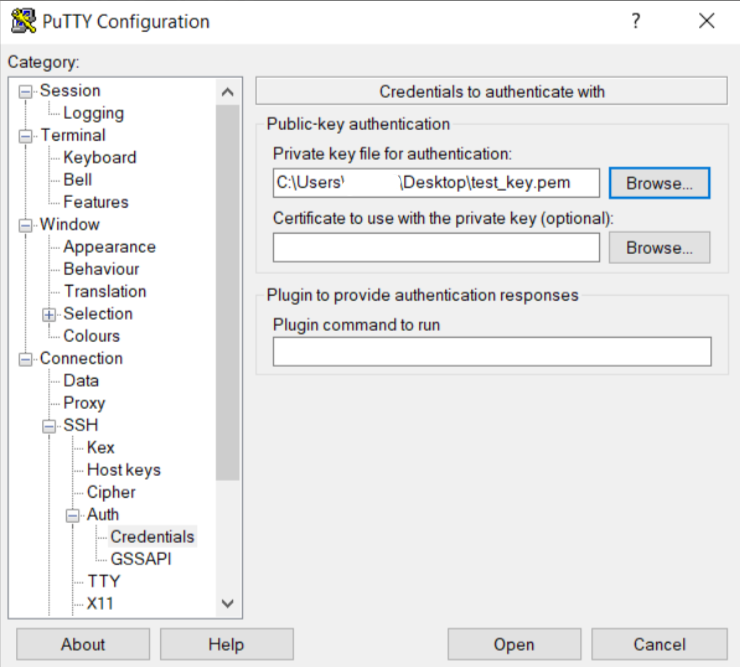 PuTTY Configuration
?
Category:
Session
Logging
Terminal
Keyboard
Bell
Features
Window
Appearance
Behaviour
Translation
Selection
Colours
Connection
Data
Proxy
SSH
Kex
Host keys
Cipher
Auth
Credentials
GSSAPI
TTY
X11
Credentials to authenticate with
Public-key authentication
Private key file for authentication:
C:\Users\ \Desktop\test_key.pem
Browse...
Certificate to use with the private key (optional):
Browse...
Plugin to provide authentication responses
Plugin command to run
About
Help
Open
Cancel